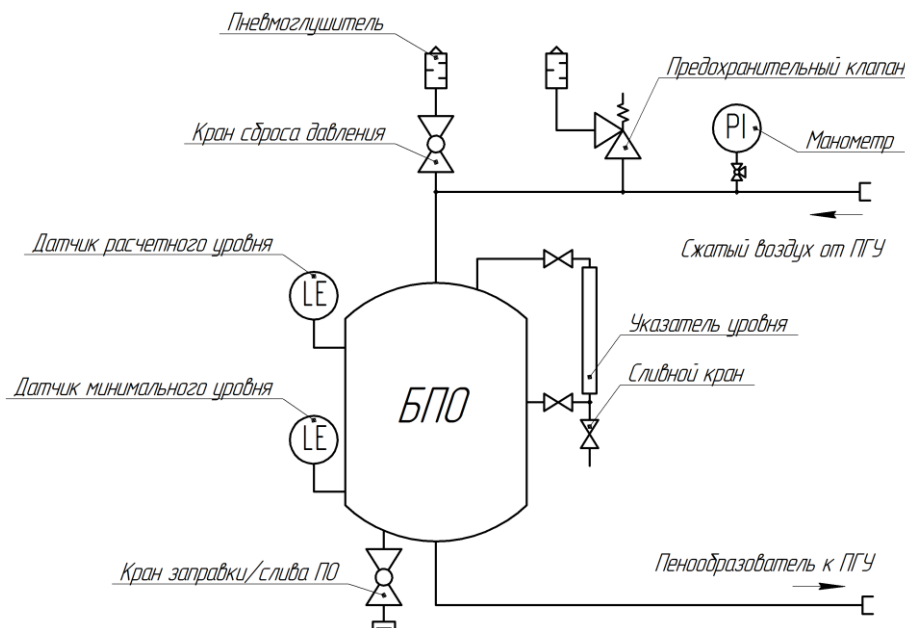 Пневмоглушитель
Предохранительный клапан
Кран сброса давления
PI
Манометр
Датчик расчетного уровня
Сжатый воздух от ПГУ
LE
Указатель уровня
Датчик минимального уровня
Сливной кран
БПО
LE
Кран заправки/слива ПО
Пенообразователь к ПГУ